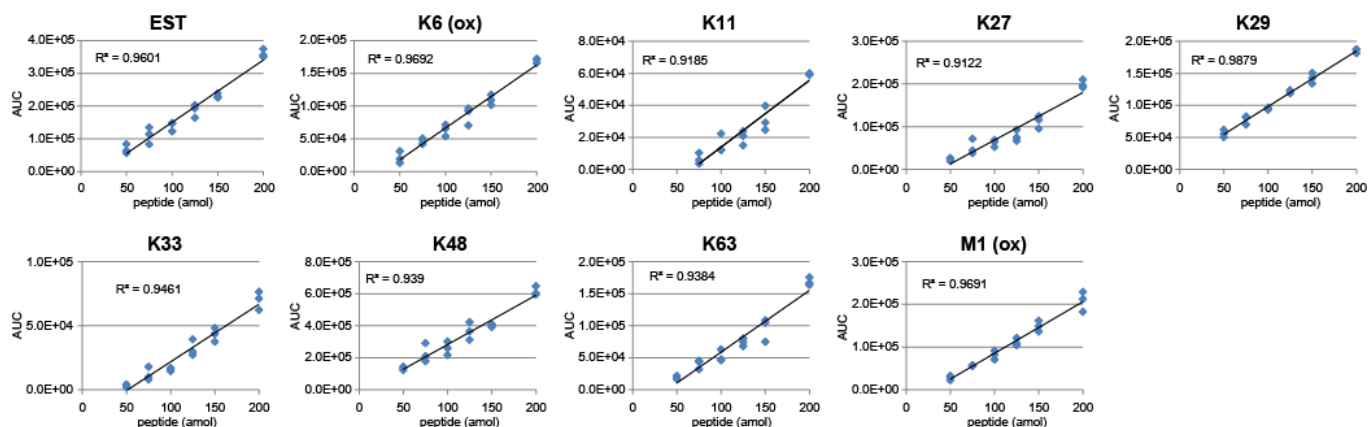 EST
4.0E+05
3.0E+05
2.0E+05
1.0E+05
0.0E+00
AUC
R² = 0.9601
0 50 100 150 200
peptide (amol)
K6 (ox)
2.0E+05
1.5E+05
1.0E+05
5.0E+04
0.0E+00
AUC
R² = 0.9692
0 50 100 150 200
peptide (amol)
K11
8.0E+04
6.0E+04
4.0E+04
2.0E+04
0.0E+00
AUC
R² = 0.9185
0 50 100 150 200
peptide (amol)
K27
3.0E+05
2.0E+05
1.0E+05
0.0E+00
AUC
R² = 0.9122
0 50 100 150 200
peptide (amol)
K29
2.0E+05
1.5E+05
1.0E+05
5.0E+04
0.0E+00
AUC
R² = 0.9879
0 50 100 150 200
peptide (amol)
K33
1.0E+05
5.0E+04
0.0E+00
AUC
R² = 0.9461
0 50 100 150 200
peptide (amol)
K48
8.0E+05
6.0E+05
4.0E+05
2.0E+05
0.0E+00
AUC
R² = 0.939
0 50 100 150 200
peptide (amol)
K63
2.0E+05
1.5E+05
1.0E+05
5.0E+04
0.0E+00
AUC
R² = 0.9384
0 50 100 150 200
peptide (amol)
M1 (ox)
3.0E+05
2.0E+05
1.0E+05
0.0E+00
AUC
R² = 0.9691
0 50 100 150 200
peptide (amol)